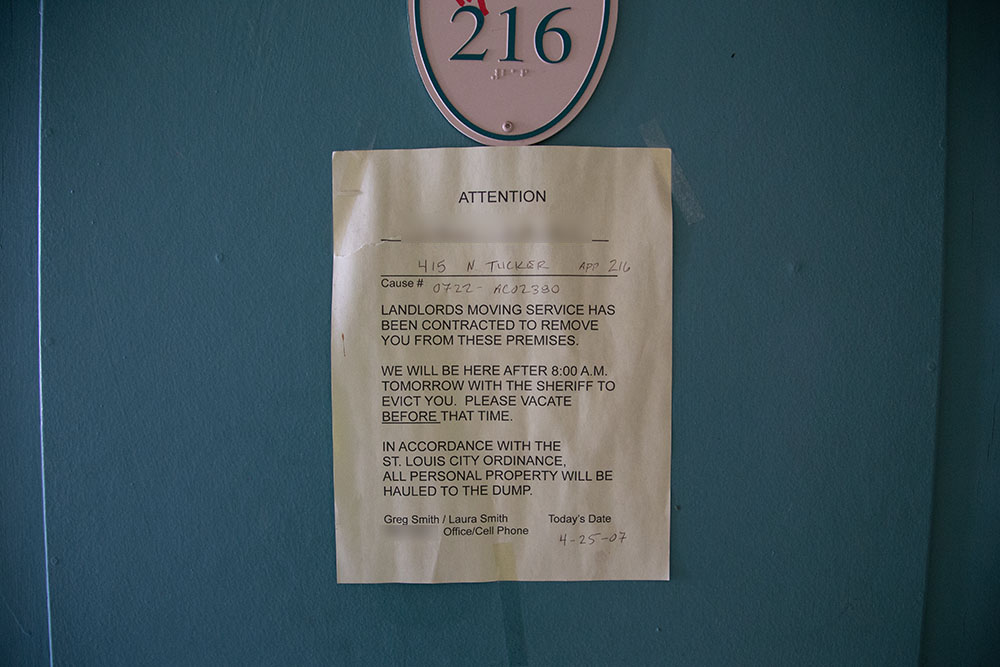 216
ATTENTION
415 N TUCKER APP 216
Cause # 0722- AC02380
LANDLORDS MOVING SERVICE HAS
BEEN CONTRACTED TO REMOVE
YOU FROM THESE PREMISES.
WE WILL BE HERE AFTER 8:00 A.M.
TOMORROW WITH THE SHERIFF TO
EVICT YOU. PLEASE VACATE
BEFORE THAT TIME.
IN ACCORDANCE WITH THE
ST. LOUIS CITY ORDINANCE,
ALL PERSONAL PROPERTY WILL BE
HAULED TO THE DUMP.
Greg Smith / Laura Smith Today's Date
Office/Cell Phone 4-25-07